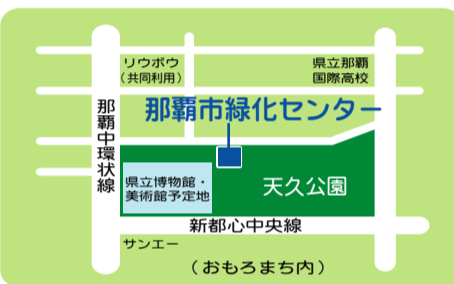 リウボウ
（共同利用）
県立那覇
国際高校
那覇中環状線
那覇市緑化センター
県立博物館・
美術館予定地
天久公園
新都心中央線
サンエー
（おもろまち内）